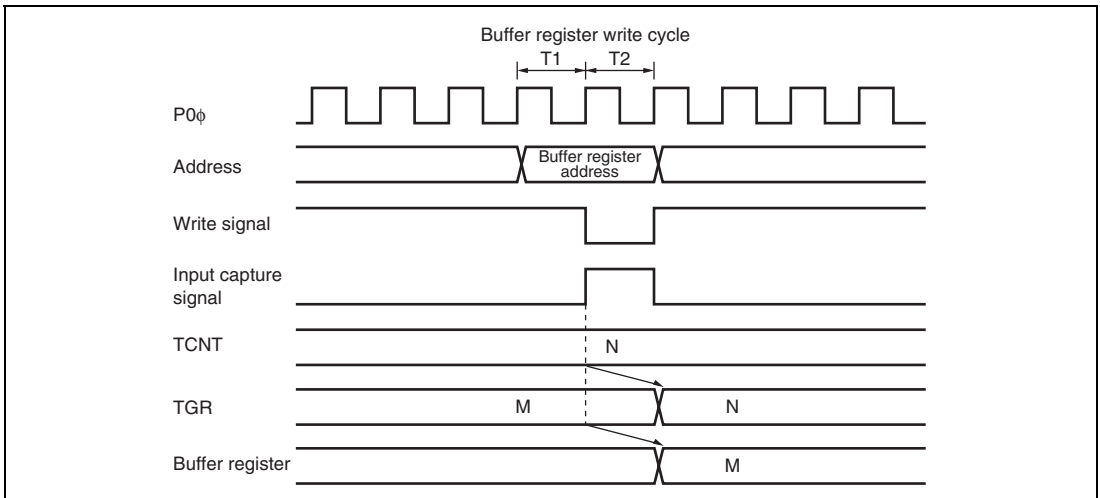 Buffer register write cycle
T1 T2
P0ϕ
Address
Buffer register
address
Write signal
Input capture
signal
TCNT
N
TGR
M N
Buffer register
M